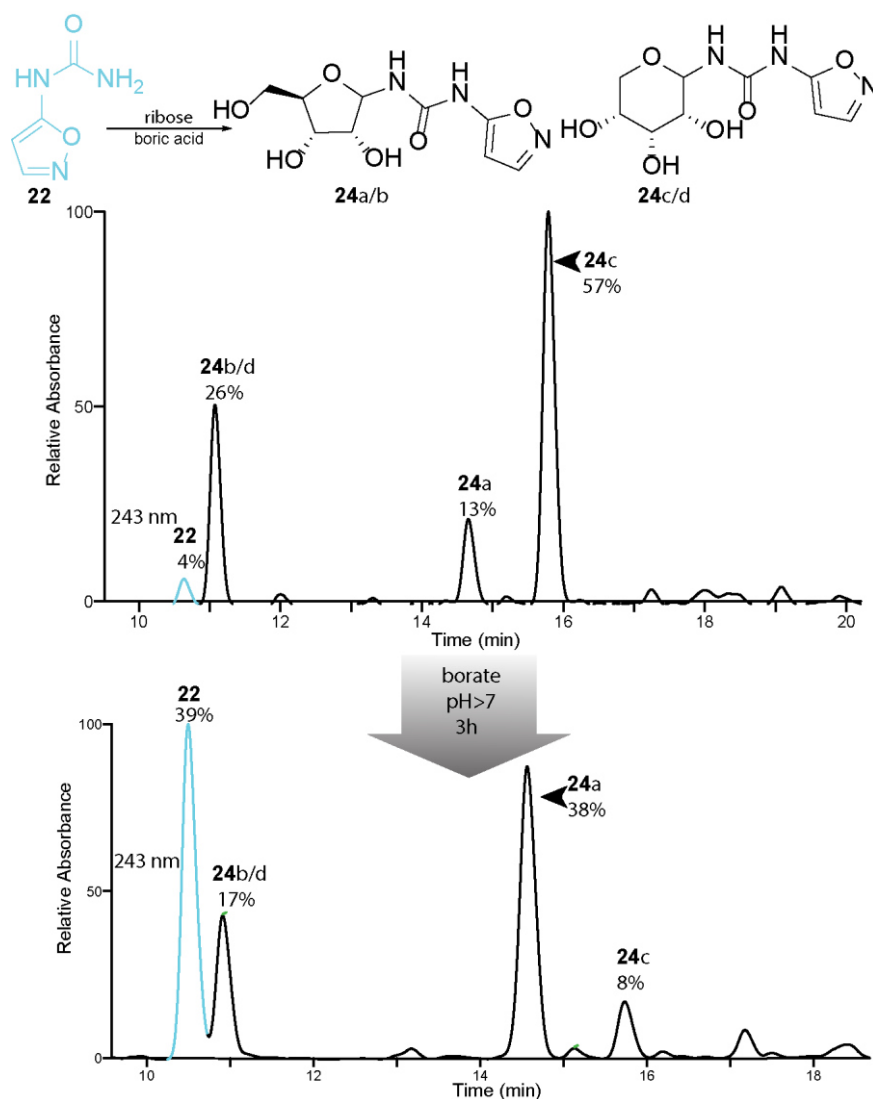 O
HN
NH2
O
N
22
ribose
boric acid
HO
O
H
N
O
H
N
O
N
HO
OH
24a/b
O
H
N
O
H
N
O
N
HO
OH
OH
24c/d
100
50
0
Relative Absorbance
243 nm
22
4%
24b/d
26%
24a
13%
24c
57%
10
12
14
16
18
20
Time (min)
borate
pH>7
3h
100
50
0
Relative Absorbance
243 nm
22
39%
24b/d
17%
24a
38%
24c
8%
10
12
14
16
18
Time (min)